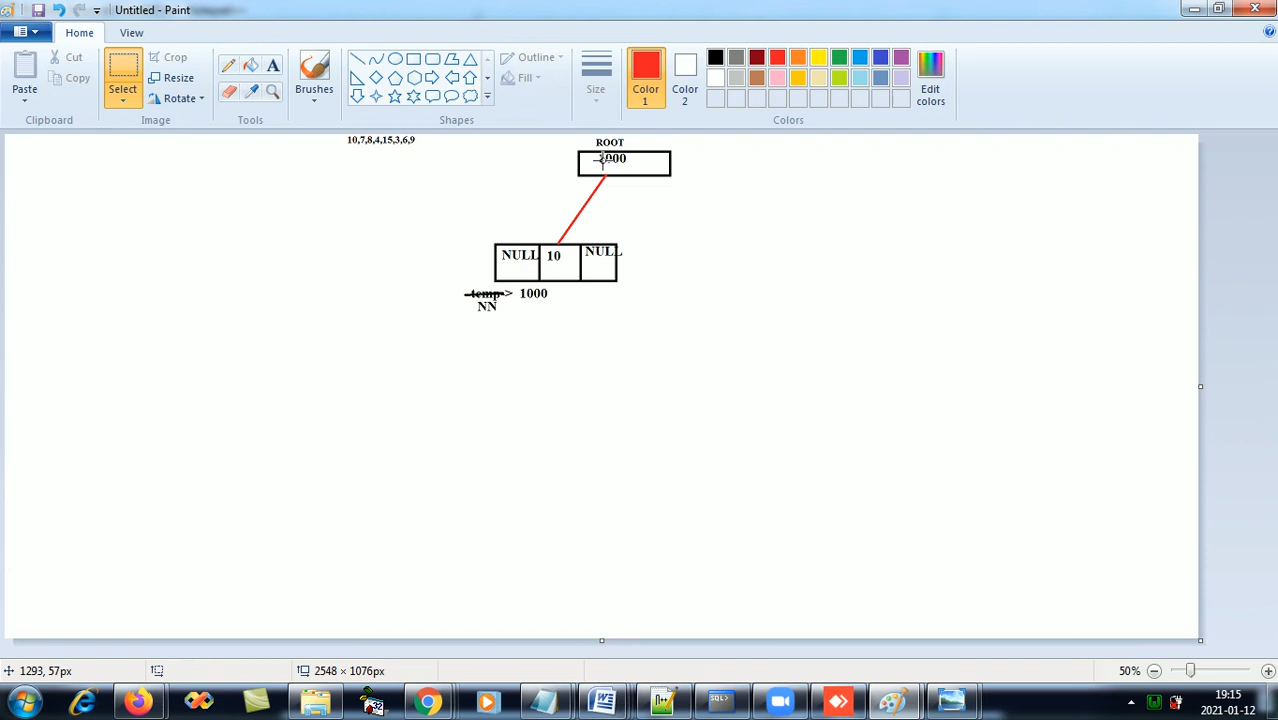 Untitled - Paint
Home
View
Paste
Cut
Copy
Clipboard
Select
Crop
Resize
Rotate
Image
Tools
Brushes
Shapes
Outline
Fill
Size
Color
1
Color
2
Edit
colors
Colors
10,7,8,4,15,3,6,9
ROOT
1000
NULL 10 NULL
temp > 1000
NN
1293, 57px
2548 × 1076px
50%
19:15
2021-01-12